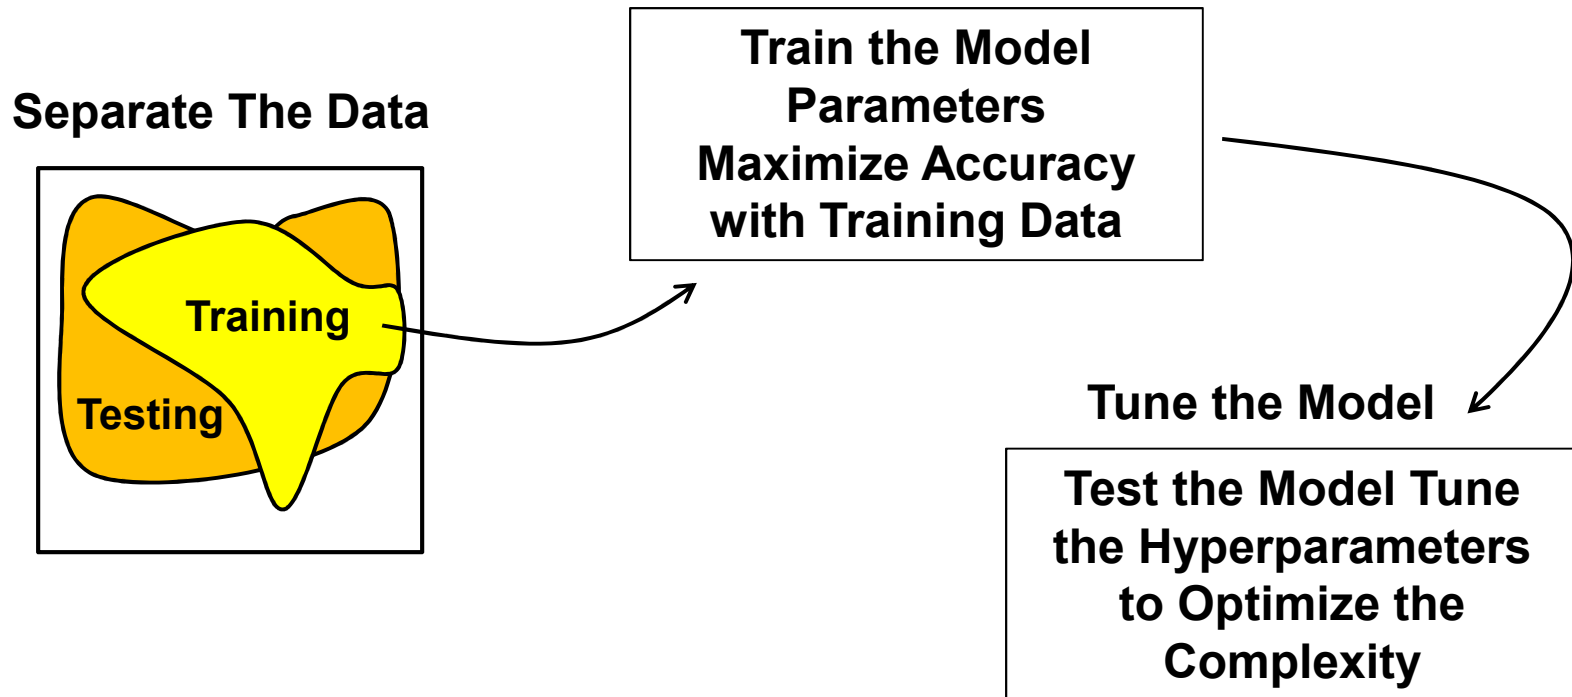 Separate The Data
Training
Testing
Train the Model
Parameters
Maximize Accuracy
with Training Data
Tune the Model
Test the Model Tune
the Hyperparameters
to Optimize the
Complexity